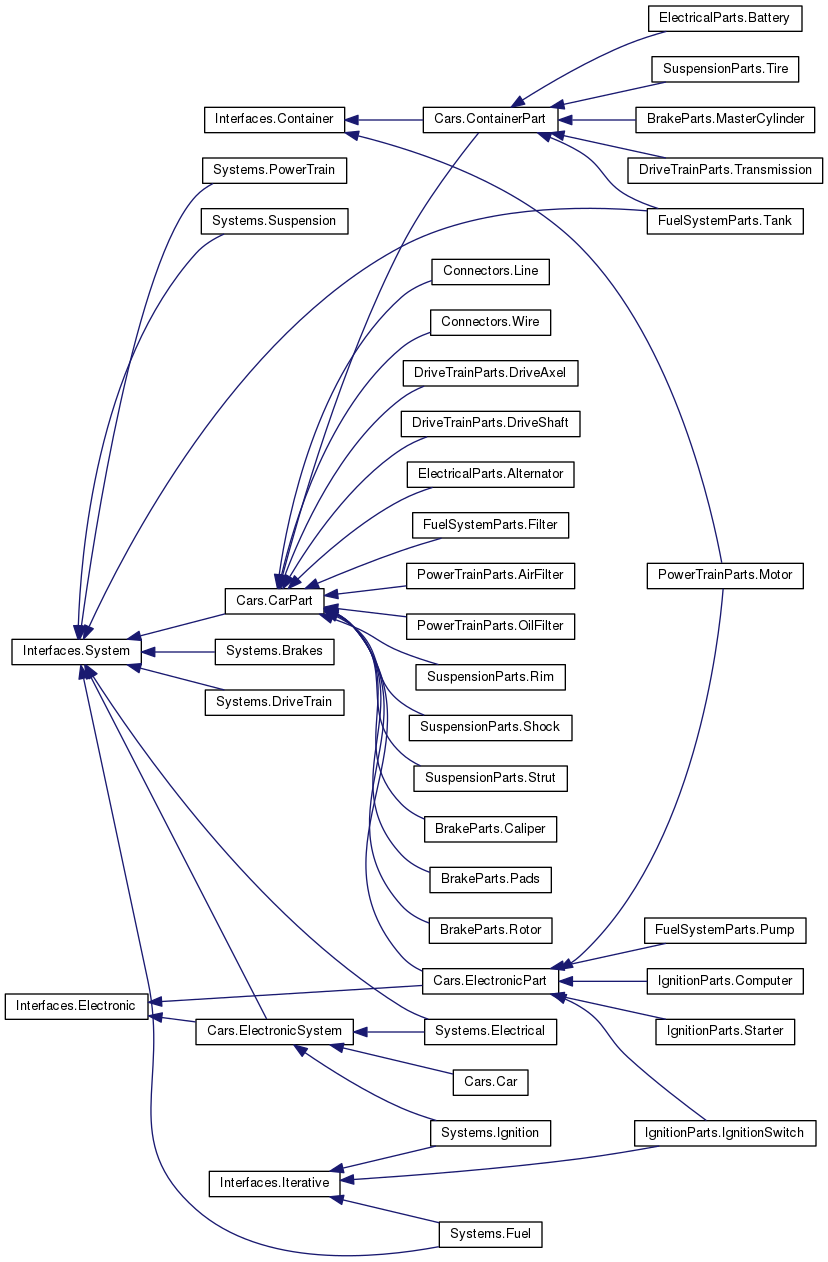 ElectricalParts.Battery
SuspensionParts.Tire
Interfaces.Container
Cars.ContainerPart
BrakeParts.MasterCylinder
Systems.PowerTrain
DriveTrainParts.Transmission
Systems.Suspension
FuelSystemParts.Tank
Connectors.Line
Connectors.Wire
DriveTrainParts.DriveAxel
DriveTrainParts.DriveShaft
ElectricalParts.Alternator
FuelSystemParts.Filter
PowerTrainParts.AirFilter
PowerTrainParts.Motor
Cars.CarPart
PowerTrainParts.OilFilter
Interfaces.System
Systems.Brakes
SuspensionParts.Rim
Systems.DriveTrain
SuspensionParts.Shock
SuspensionParts.Strut
BrakeParts.Caliper
BrakeParts.Pads
BrakeParts.Rotor
FuelSystemParts.Pump
Cars.ElectronicPart
IgnitionParts.Computer
Interfaces.Electronic
Cars.ElectronicSystem
Systems.Electrical
IgnitionParts.Starter
Cars.Car
Systems.Ignition
IgnitionParts.IgnitionSwitch
Interfaces.Iterative
Systems.Fuel